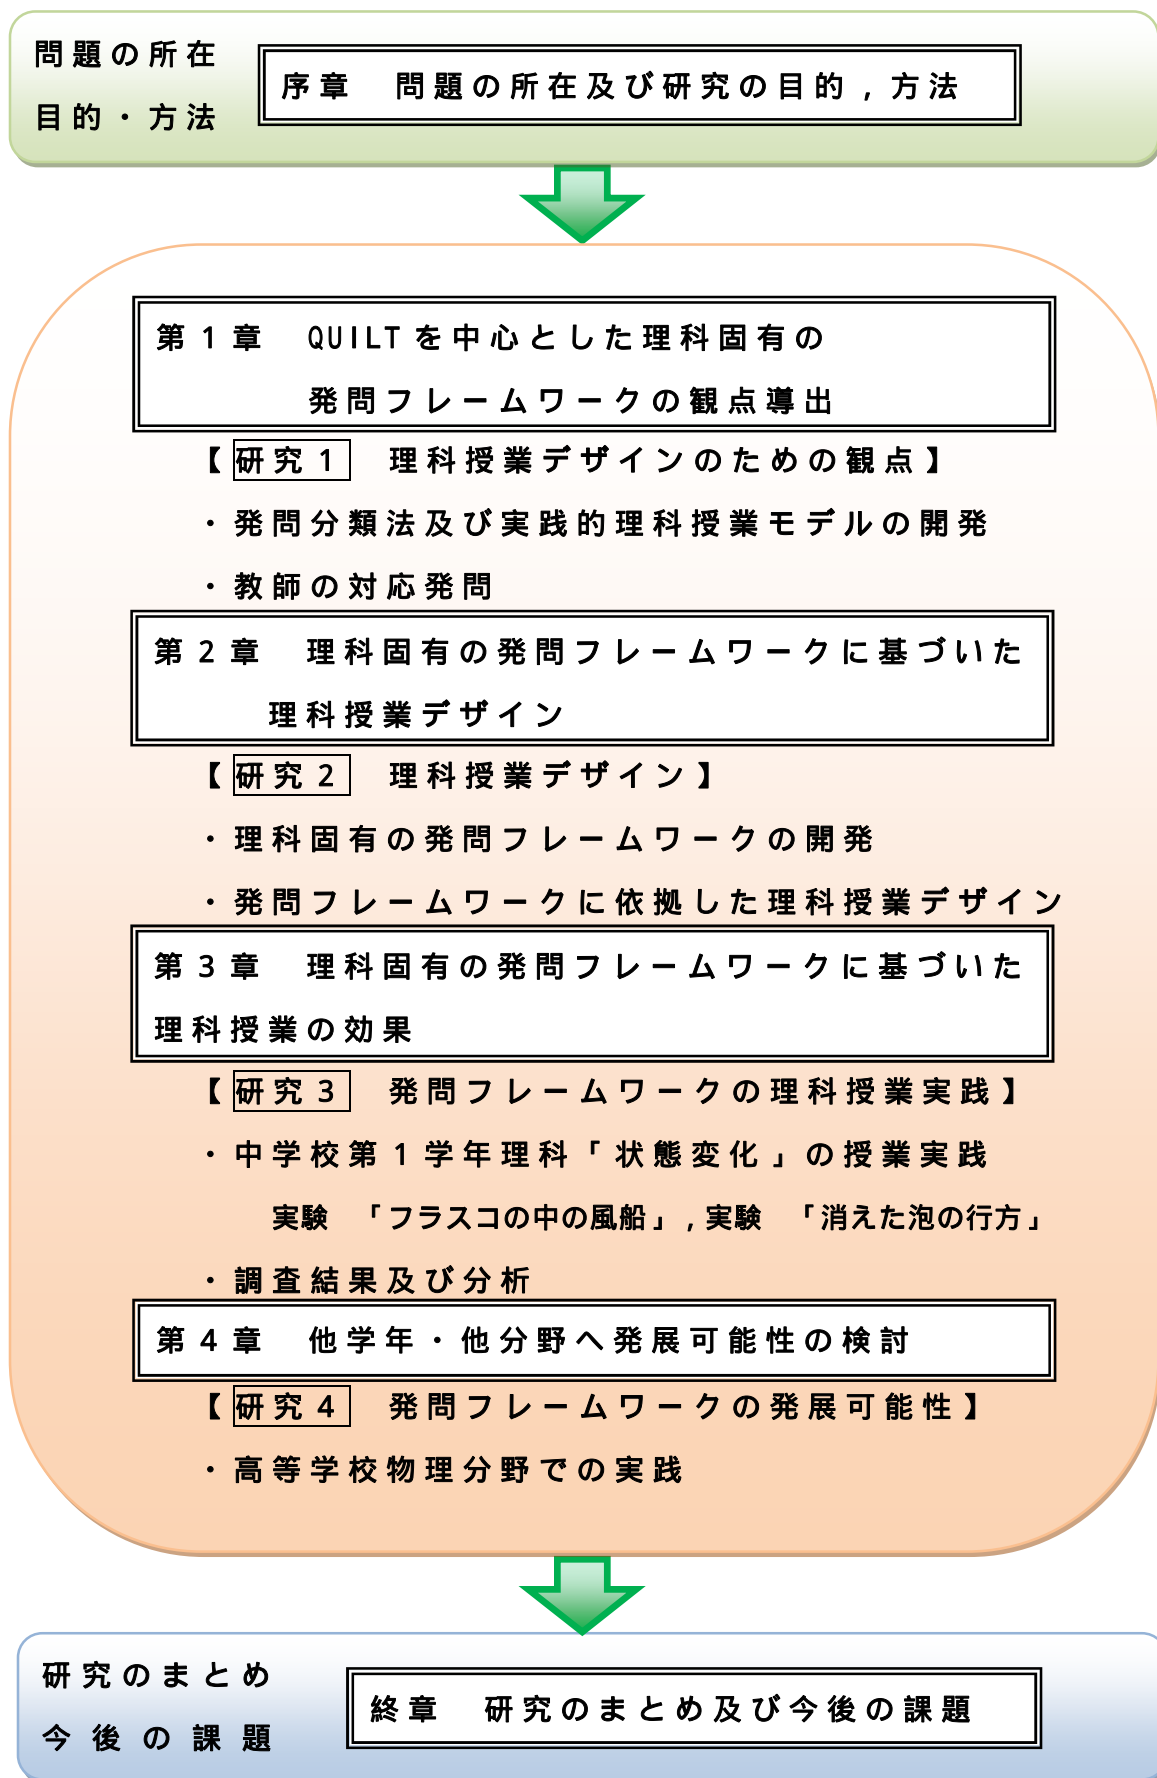 問題の所在
目的・方法
序章　問題の所在及び研究の目的，方法
第1章　QUILTを中心とした理科固有の
発問フレームワークの観点導出
【研究1　理科授業デザインのための観点】
・発問分類法及び実践的理科授業モデルの開発
・教師の対応発問
第2章　理科固有の発問フレームワークに基づいた
理科授業デザイン
【研究2　理科授業デザイン】
・理科固有の発問フレームワークの開発
・発問フレームワークに依拠した理科授業デザイン
第3章　理科固有の発問フレームワークに基づいた
理科授業の効果
【研究3　発問フレームワークの理科授業実践】
・中学校第1学年理科「状態変化」の授業実践
実験　「フラスコの中の風船」，実験　「消えた泡の行方」
・調査結果及び分析
第4章　他学年・他分野へ発展可能性の検討
【研究4　発問フレームワークの発展可能性】
・高等学校物理分野での実践
研究のまとめ
今後の課題
終章　研究のまとめ及び今後の課題